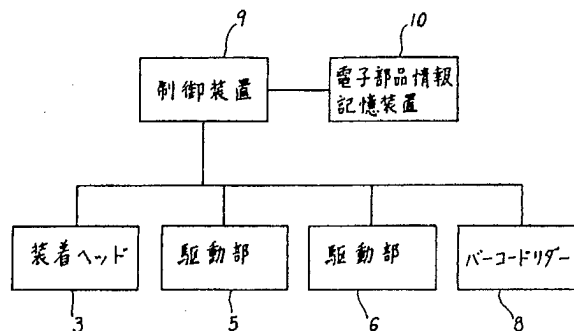 9
10
制御装置
電子部品情報
記憶装置
装着ヘッド
駆動部
駆動部
バーコードリダー
3
5
6
8